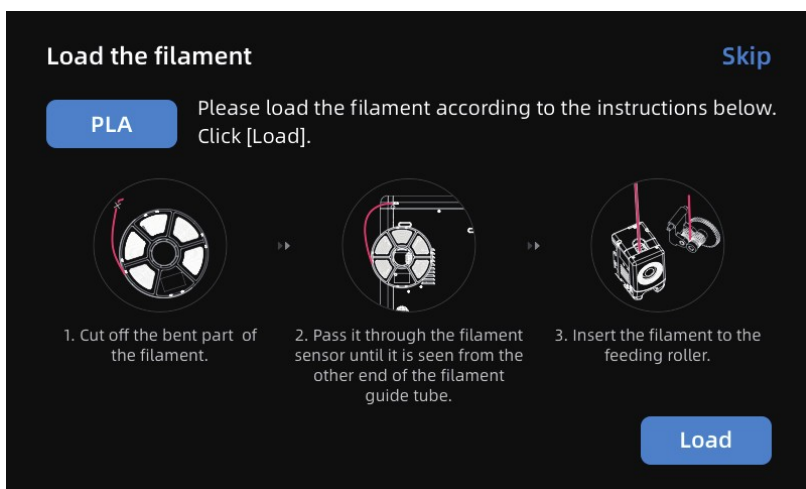 Load the filament
Skip
PLA
Please load the filament according to the instructions below.
Click [Load].
1. Cut off the bent part of
the filament.
2. Pass it through the filament
sensor until it is seen from the
other end of the filament
guide tube.
3. Insert the filament to the
feeding roller.
Load